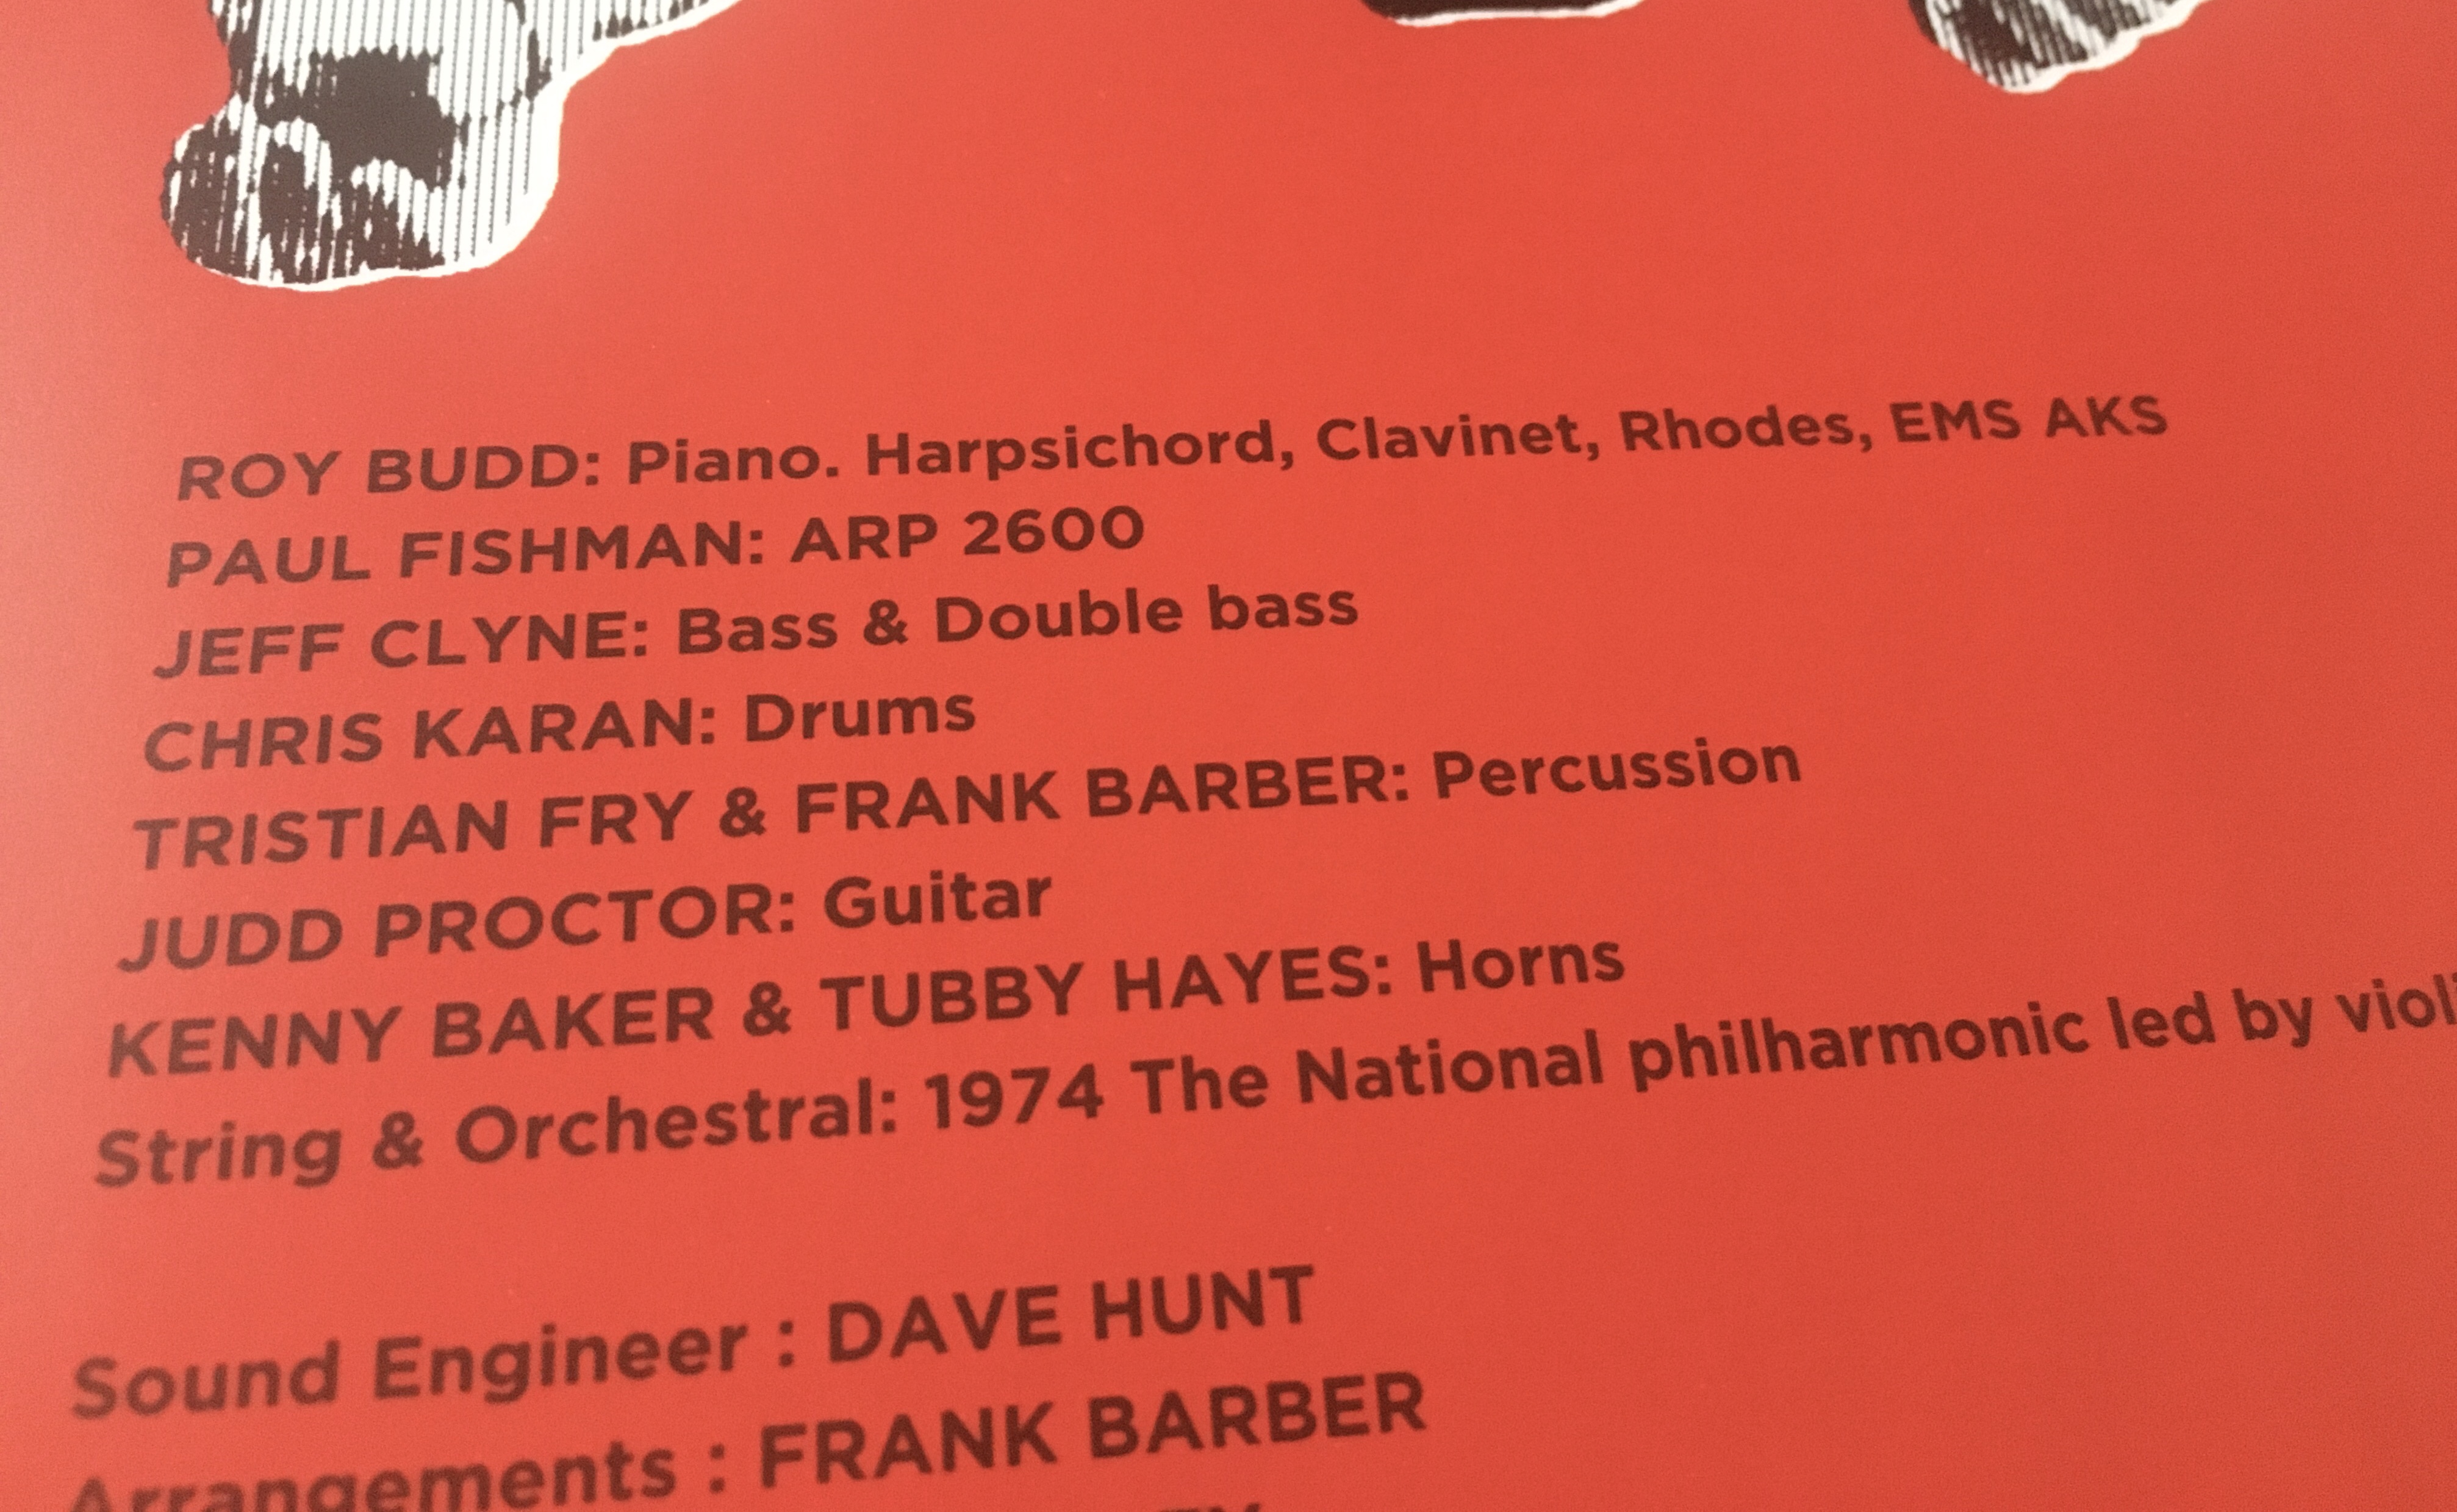 ROY BUDD: Piano. Harpsichord, Clavinet, Rhodes, EMS AKS
PAUL FISHMAN: ARP 2600
JEFF CLYNE: Bass & Double bass
CHRIS KARAN: Drums
TRISTIAN FRY & FRANK BARBER: Percussion
JUDD PROCTOR: Guitar
KENNY BAKER & TUBBY HAYES: Horns
String & Orchestral: 1974 The National philharmonic led by
Sound Engineer : DAVE HUNT
Arrangements : FRANK BARBER